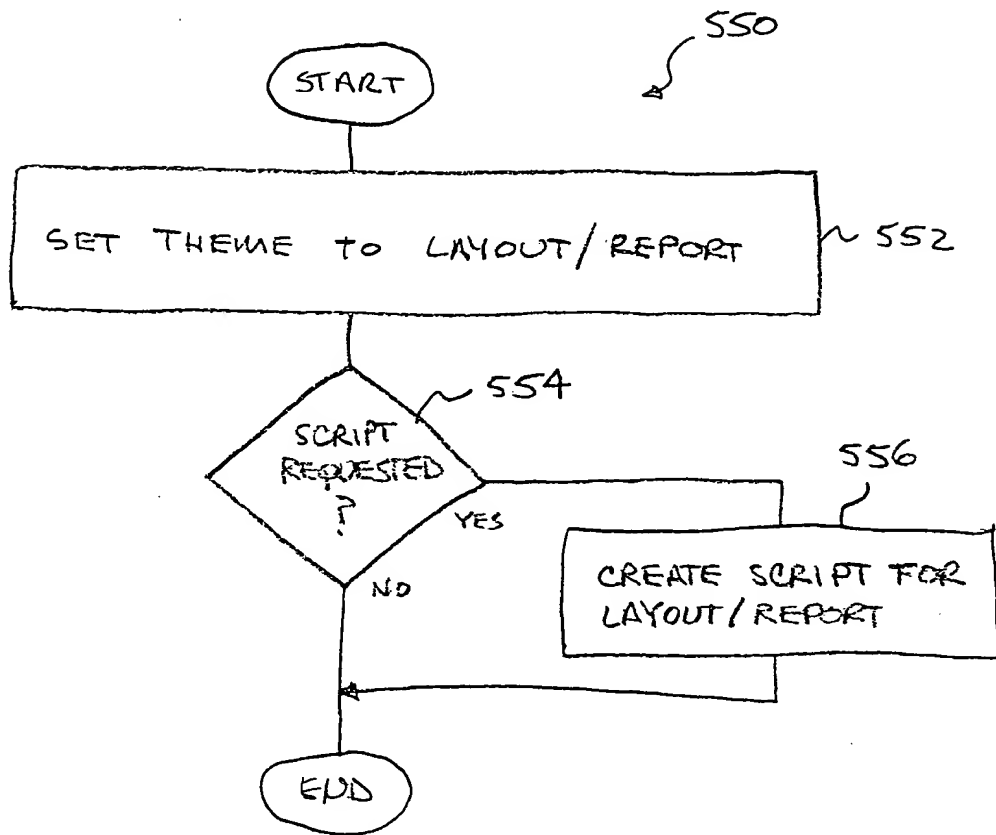 550
START
SET THEME TO LAYOUT/REPORT
552
554
SCRIPT
REQUESTED
?
YES
NO
556
CREATE SCRIPT FOR
LAYOUT/REPORT
END